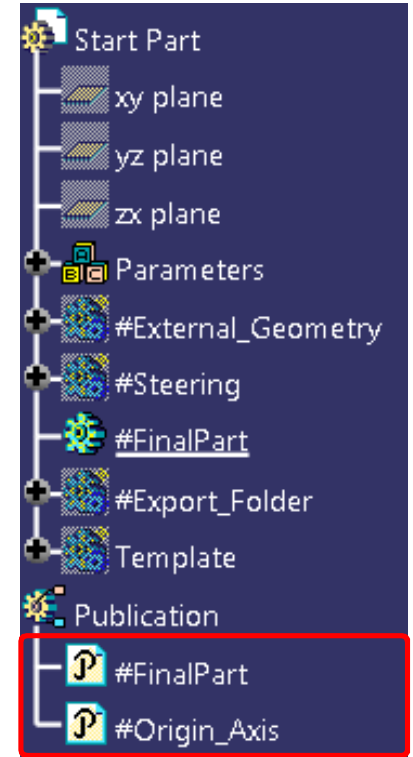 Start Part
xy plane
yz plane
zx plane
Parameters
#External_Geometry
#Steering
#FinalPart
#Export_Folder
Template
Publication
#FinalPart
#Origin_Axis